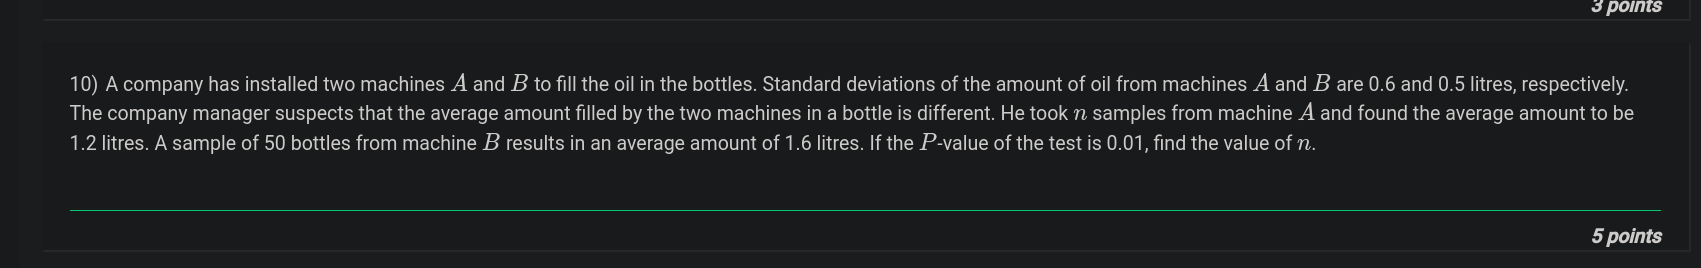 3 points
10) A company has installed two machines A and B to fill the oil in the bottles. Standard deviations of the amount of oil from machines A and B are 0.6 and 0.5 litres, respectively.
The company manager suspects that the average amount filled by the two machines in a bottle is different. He took n samples from machine A and found the average amount to be
1.2 litres. A sample of 50 bottles from machine B results in an average amount of 1.6 litres. If the P-value of the test is 0.01, find the value of n.
5 points